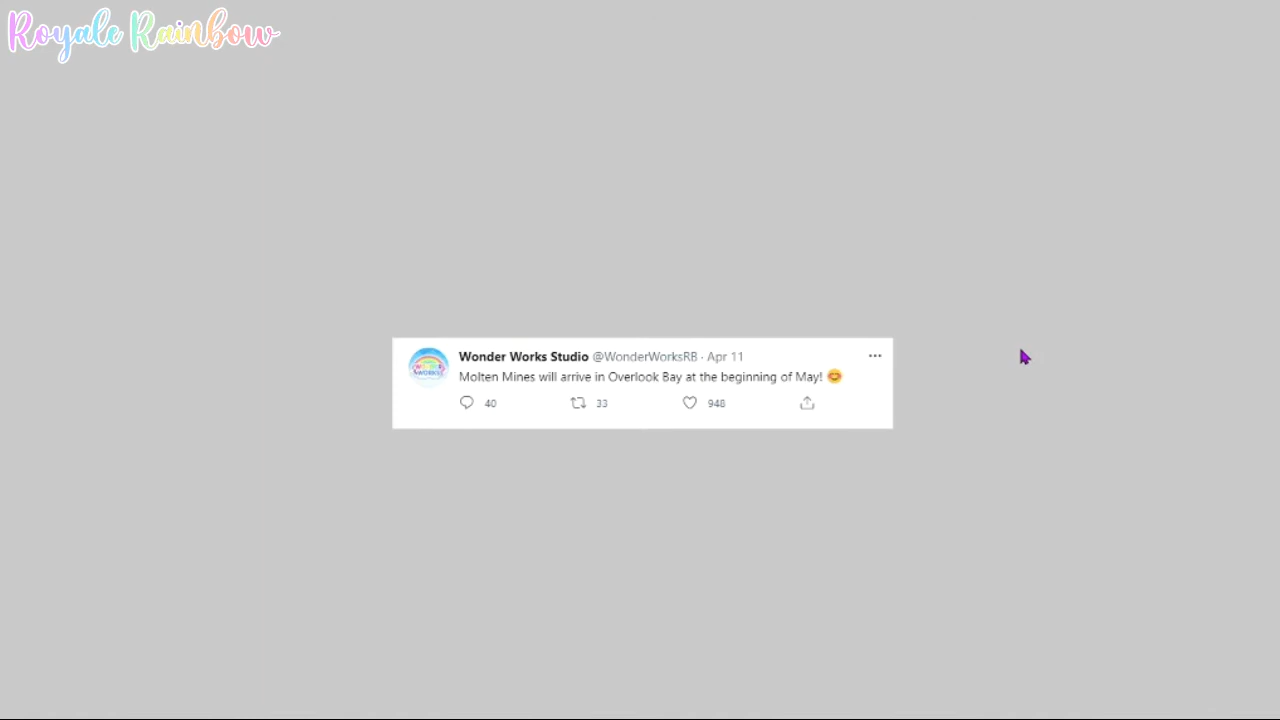 Royale Rainbow
Wonder Works Studio @WonderWorksRB · Apr 11
Molten Mines will arrive in Overlook Bay at the beginning of May! 😊
40 33 948